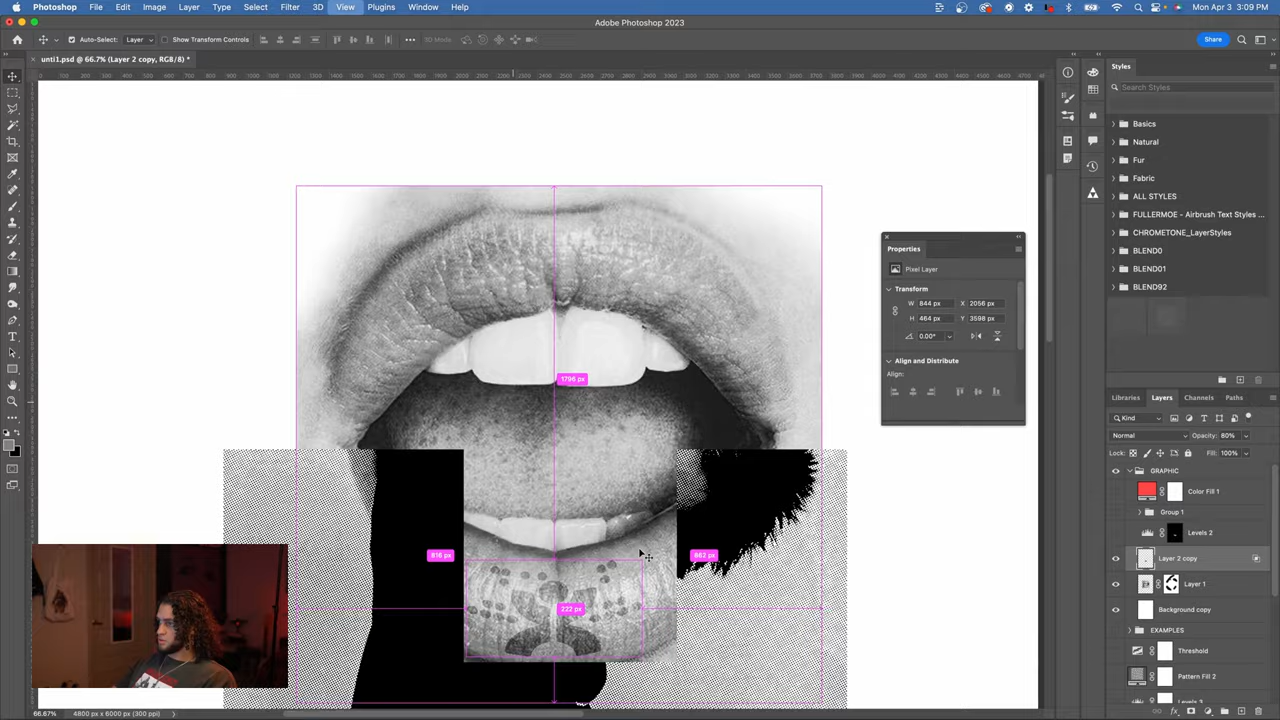 Photoshop File Edit Image Layer Type Select Filter 3D View Plugins Window Help Mon Apr 3 3:09 PM
Adobe Photoshop 2023
Auto-Select: Layer Show Transform Controls 3D Mode: Share
unti1.psd @ 66.7% (Layer 2 copy, RGB/8) *
Styles
Search Styles
Basics
Natural
Fur
Fabric
ALL STYLES
FULLERMOE - Airbrush Text Styles ...
CHROMETONE_LayerStyles
BLEND0
BLEND01
BLEND92
Properties
Pixel Layer
Transform
W 844 px X 2056 px
H 464 px Y 3598 px
0.00°
Align and Distribute
Align:
1796 px
816 px
862 px
222 px
Libraries Layers Channels Paths
Kind
Normal Opacity: 80%
Lock: Fill: 100%
GRAPHIC
Color Fill 1
Group 1
Levels 2
Layer 2 copy
Layer 1
Background copy
EXAMPLES
Threshold
Pattern Fill 2
66.67% 4800 px x 6000 px (300 ppi)